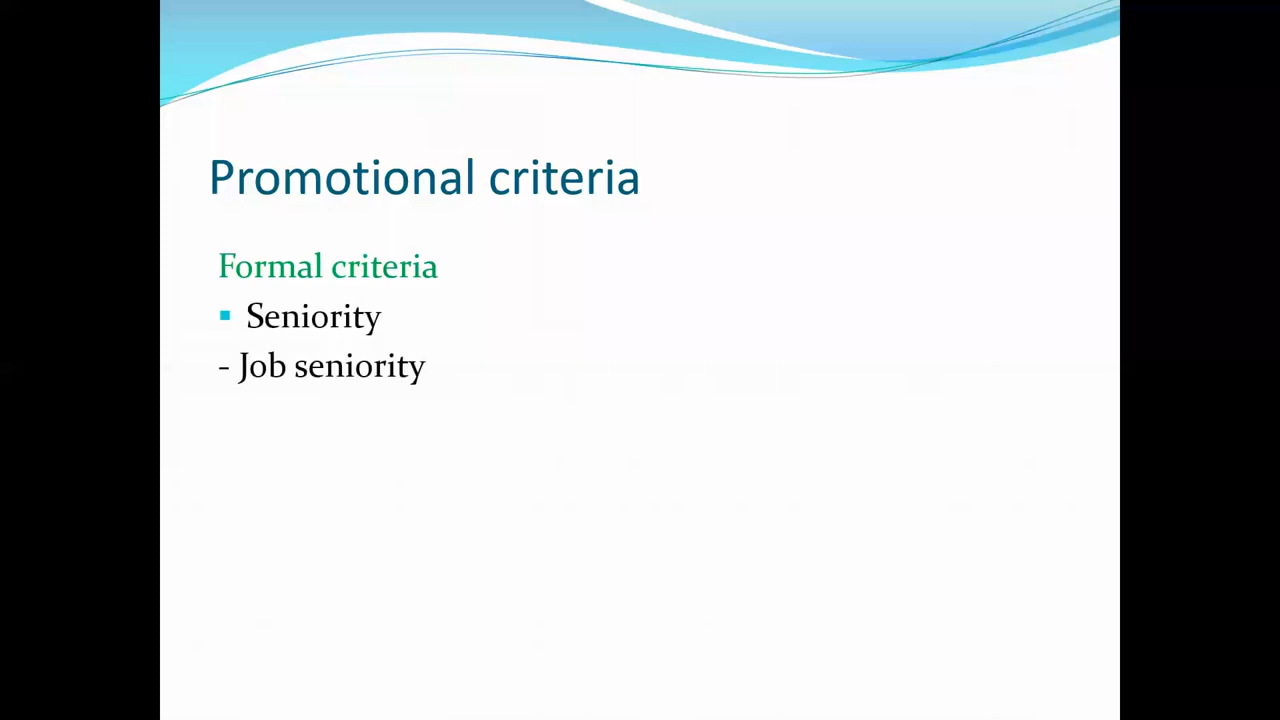 Promotional criteria
Formal criteria
▪ Seniority
- Job seniority